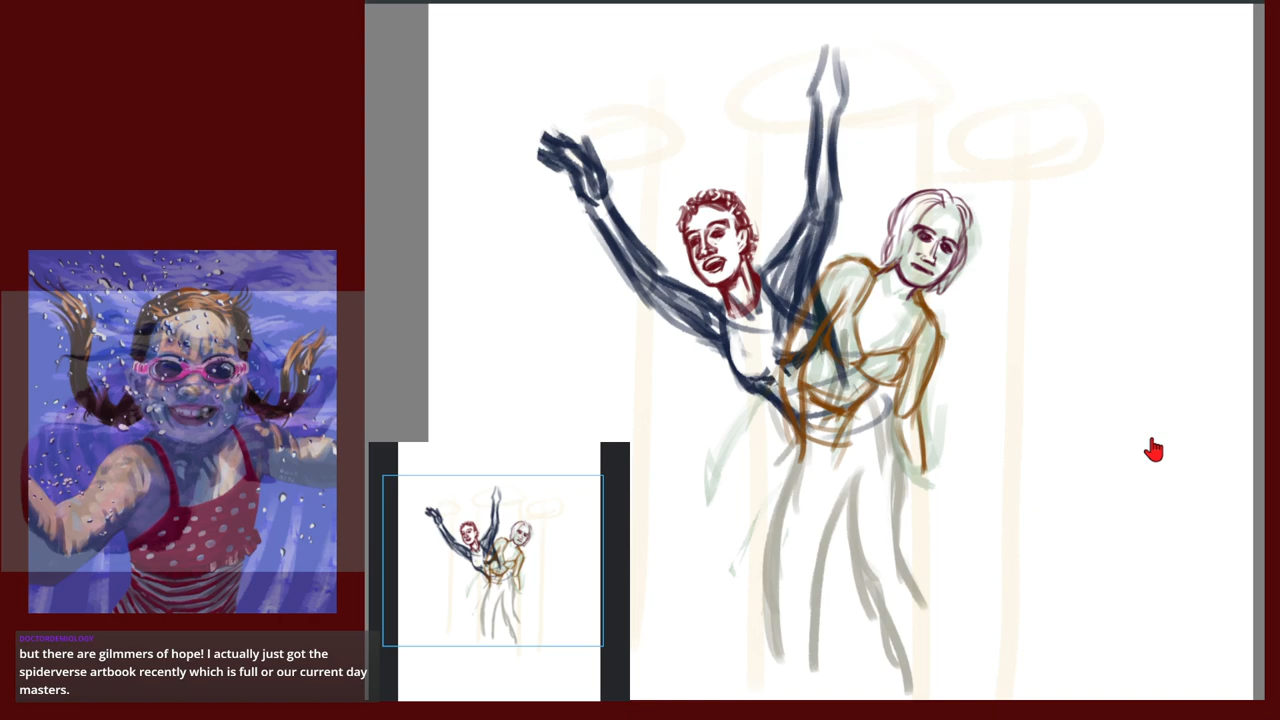 DOCTORDEMIOLOGY
but there are gilmmers of hope! I actually just got the
spiderverse artbook recently which is full or our current day
masters.